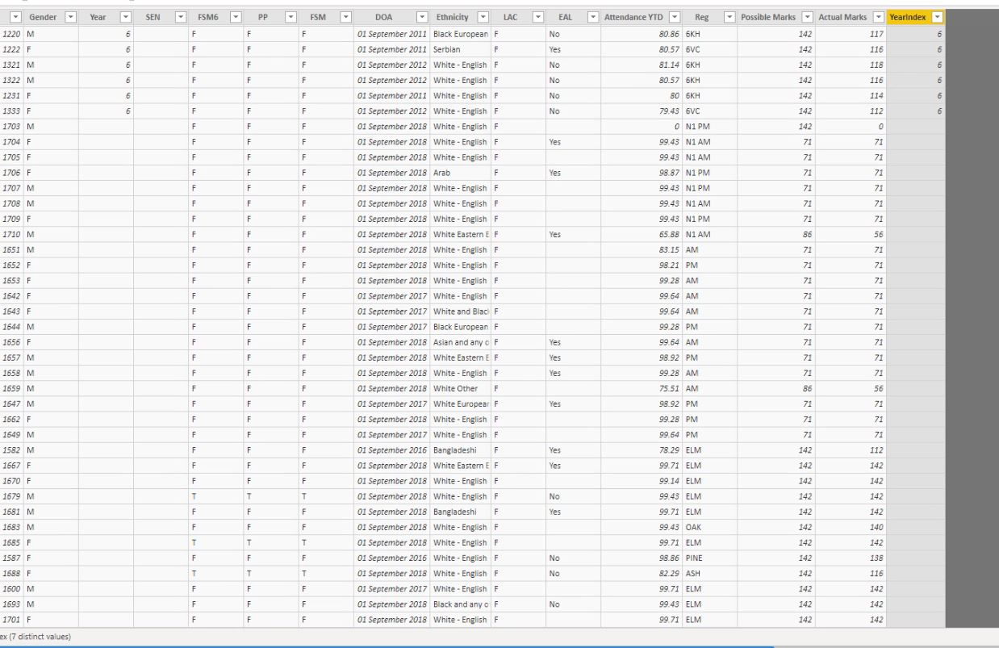 Gender Year SEN FSM6 PP FSM DOA Ethnicity LAC EAL Attendance YTD Reg Possible Marks Actual Marks YearIndex
1220 M 6 F F F 01 September 2011 Black European F No 80.86 6KH 142 117 6
1222 F 6 F F F 01 September 2011 Serbian F Yes 80.57 6VC 142 116 6
1321 M 6 F F F 01 September 2012 White - English F No 81.14 6KH 142 118 6
1322 M 6 F F F 01 September 2012 White - English F No 80.57 6KH 142 116 6
1231 F 6 F F F 01 September 2011 White - English F No 80 6KH 142 114 6
1333 F 6 F F F 01 September 2012 White - English F No 79.43 6VC 142 112 6
1703 M F F F 01 September 2018 White - English F 0 N1 PM 142 0
1704 F F F F 01 September 2018 White - English F Yes 99.43 N1 AM 71 71
1705 F F F F 01 September 2018 White - English F 99.43 N1 AM 71 71
1706 F F F F 01 September 2018 Arab F Yes 98.87 N1 PM 71 71
1707 M F F F 01 September 2018 White - English F 99.43 N1 PM 71 71
1708 M F F F 01 September 2018 White - English F 99.43 N1 AM 71 71
1709 F F F F 01 September 2018 White - English F 99.43 N1 PM 71 71
1710 M F F F 01 September 2018 White Eastern E F Yes 65.88 N1 AM 86 56
1651 M F F F 01 September 2018 White - English F 83.15 AM 71 71
1652 F F F F 01 September 2018 White - English F 98.21 PM 71 71
1653 F F F F 01 September 2018 White - English F 99.28 AM 71 71
1642 F F F F 01 September 2017 White - English F 99.64 AM 71 71
1643 F F F F 01 September 2017 White and Blac F 99.64 AM 71 71
1644 M F F F 01 September 2017 Black European F 99.28 PM 71 71
1656 F F F F 01 September 2018 Asian and any o F Yes 99.64 AM 71 71
1657 M F F F 01 September 2018 White Eastern E F Yes 98.92 PM 71 71
1658 M F F F 01 September 2018 White - English F Yes 99.28 AM 71 71
1659 M F F F 01 September 2018 White Other F 75.51 AM 86 56
1647 M F F F 01 September 2017 White European F Yes 98.92 PM 71 71
1662 F F F F 01 September 2018 White - English F 99.28 PM 71 71
1649 M F F F 01 September 2017 White - English F 99.64 PM 71 71
1582 M F F F 01 September 2016 Bangladeshi F Yes 78.29 ELM 142 112
1667 F F F F 01 September 2018 White Eastern E F Yes 99.71 ELM 142 142
1670 F F F F 01 September 2018 White - English F 99.14 ELM 142 142
1679 M T T T 01 September 2018 White - English F No 99.43 ELM 142 142
1681 M F F F 01 September 2018 Bangladeshi F Yes 99.71 ELM 142 142
1683 M F F F 01 September 2018 White - English F 99.43 OAK 142 140
1685 F T T T 01 September 2018 White - English F 99.71 ELM 142 142
1587 F F F F 01 September 2016 White - English F No 98.86 PINE 142 138
1688 F T T T 01 September 2018 White - English F No 82.29 ASH 142 116
1600 M F F F 01 September 2017 White - English F 99.71 ELM 142 142
1693 M F F F 01 September 2018 Black and any o F No 99.43 ELM 142 142
1701 F F F F 01 September 2018 White - English F 99.71 ELM 142 142
ex (7 distinct values)